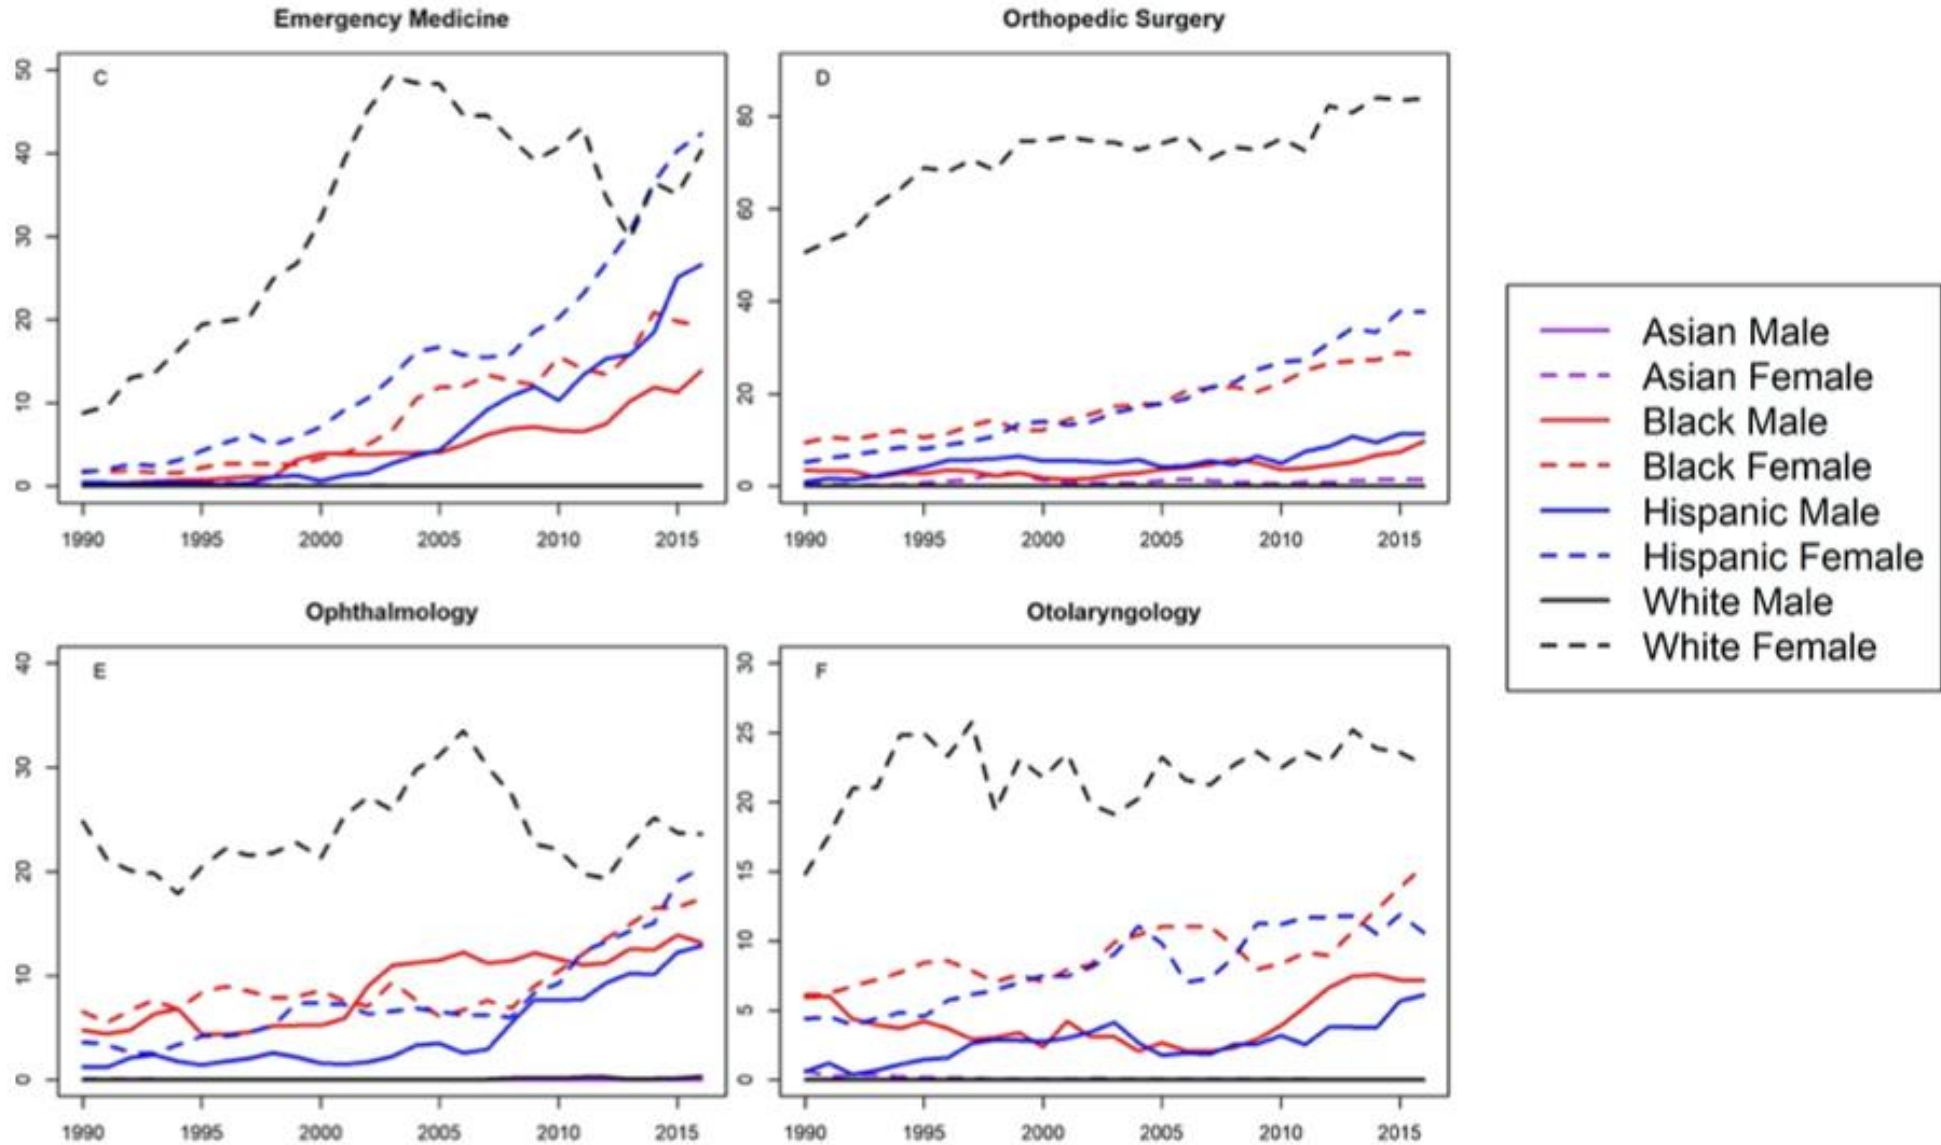 Emergency Medicine
C
50
40
30
20
10
0
1990 1995 2000 2005 2010 2015
Orthopedic Surgery
D
80
60
40
20
0
1990 1995 2000 2005 2010 2015
Asian Male
Asian Female
Black Male
Black Female
Hispanic Male
Hispanic Female
White Male
White Female
Ophthalmology
E
40
30
20
10
0
1990 1995 2000 2005 2010 2015
Otolaryngology
F
30
25
20
15
10
5
0
1990 1995 2000 2005 2010 2015